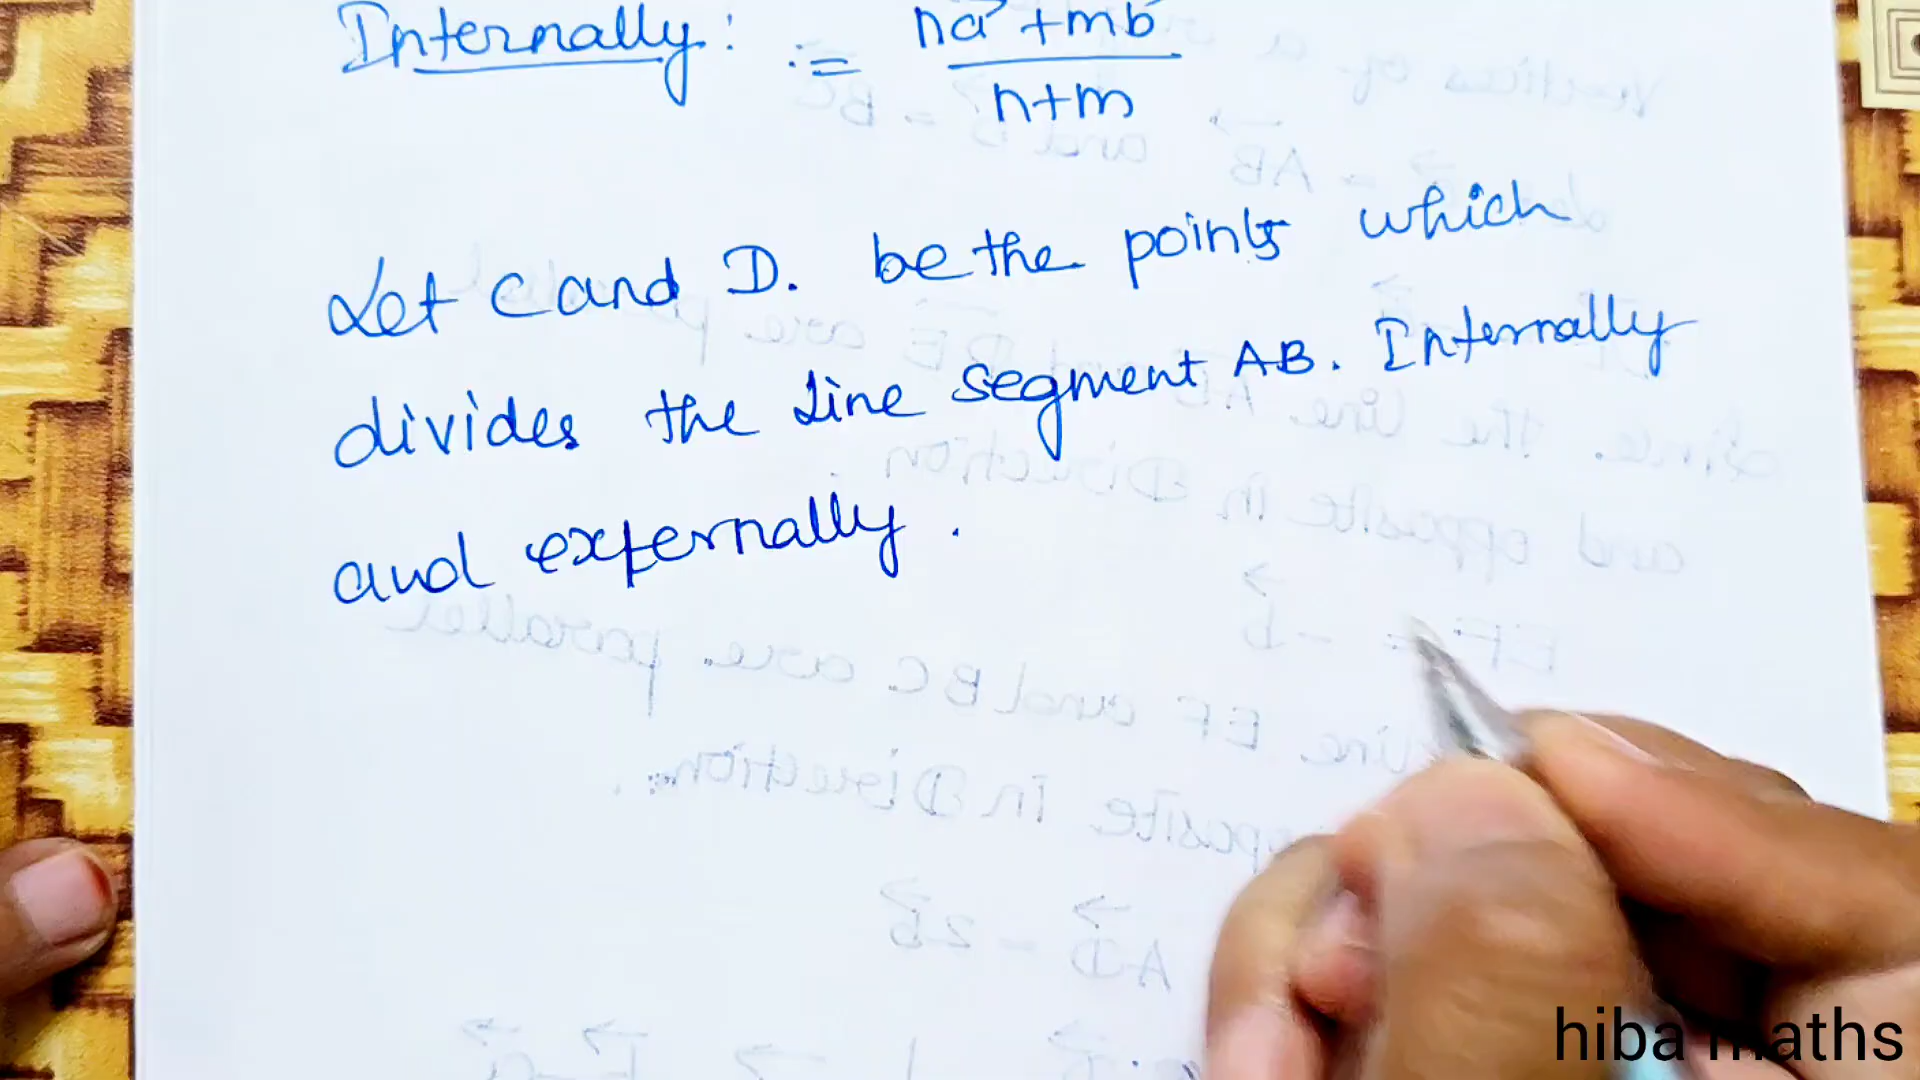 Internally: ∴ = na⃗ + mb⃗
n+m
Let C and D. be the points which
divides the line segment AB. Internally
and externally.
hiba maths